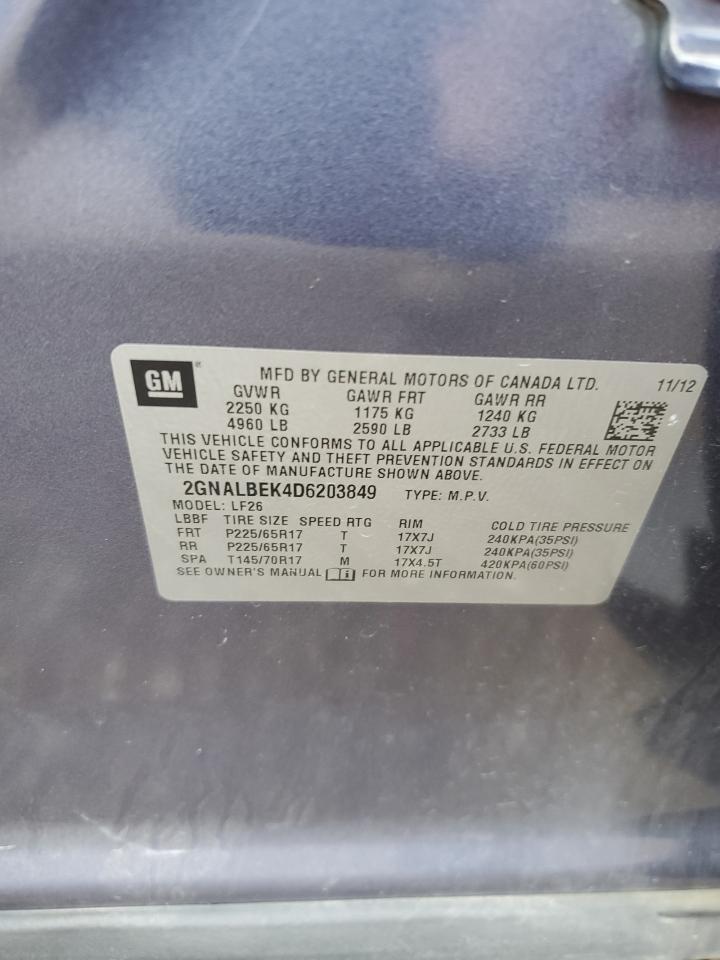 GM ®
MFD BY GENERAL MOTORS OF CANADA LTD. 11/12
GVWR GAWR FRT GAWR RR
2250 KG 1175 KG 1240 KG
4960 LB 2590 LB 2733 LB
THIS VEHICLE CONFORMS TO ALL APPLICABLE U.S. FEDERAL MOTOR
VEHICLE SAFETY AND THEFT PREVENTION STANDARDS IN EFFECT ON
THE DATE OF MANUFACTURE SHOWN ABOVE.
2GNALBEK4D6203849 TYPE: M.P.V.
MODEL: LF26
LBBF TIRE SIZE SPEED RTG RIM COLD TIRE PRESSURE
FRT P225/65R17 T 17X7J 240KPA(35PSI)
RR P225/65R17 T 17X7J 240KPA(35PSI)
SPA T145/70R17 M 17X4.5T 420KPA(60PSI)
SEE OWNER'S MANUAL FOR MORE INFORMATION.